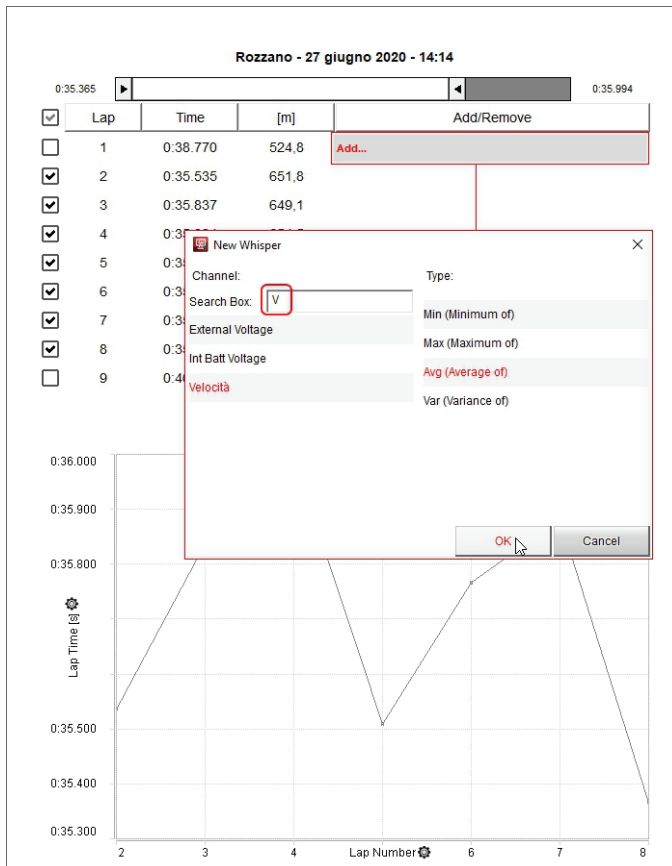 Rozzano - 27 giugno 2020 - 14:14
0:35.365
0:35.994
Lap Time [m] Add/Remove
1 0:38.770 524,8 Add...
2 0:35.535 651,8
3 0:35.837 649,1
4
5
6
7
8
9
New Whisper
Channel:
Type:
Search Box: V
External Voltage
Int Batt Voltage
Velocità
Min (Minimum of)
Max (Maximum of)
Avg (Average of)
Var (Variance of)
OK Cancel
0:36.000
0:35.900
0:35.800
Lap Time [s]
0:35.500
0:35.400
0:35.300
2 3 4 Lap Number 6 7 8